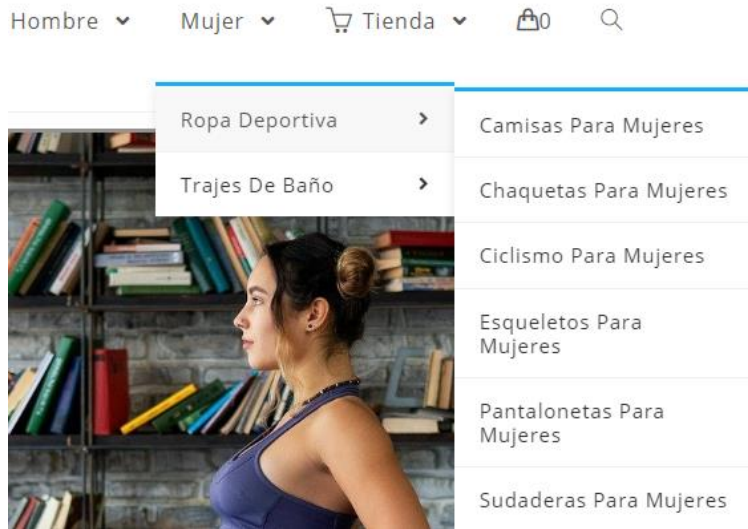 Hombre
Mujer
Tienda
0
Ropa Deportiva
Trajes De Baño
Camisas Para Mujeres
Chaquetas Para Mujeres
Ciclismo Para Mujeres
Esqueletos Para
Mujeres
Pantalonetas Para
Mujeres
Sudaderas Para Mujeres